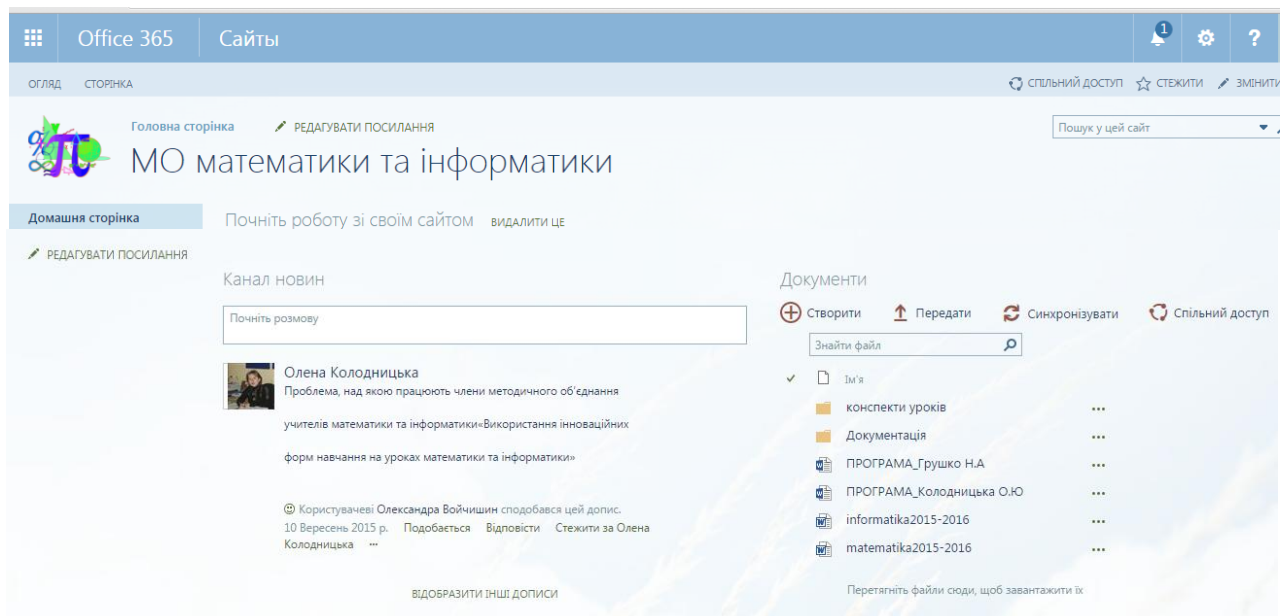 Office 365 Сайты 1 ?
ОГЛЯД СТОРІНКА СПІЛЬНИЙ ДОСТУП СТЕЖИТИ ЗМІНИТИ
Головна сторінка РЕДАГУВАТИ ПОСИЛАННЯ Пошук у цей сайт
МО математики та інформатики
Домашня сторінка
РЕДАГУВАТИ ПОСИЛАННЯ
Почніть роботу зі своїм сайтом ВИДАЛИТИ ЦЕ
Канал новин
Почніть розмову
Олена Колодницька
Проблема, над якою працюють члени методичного об'єднання
учителів математики та інформатики«Використання інноваційних
форм навчання на уроках математики та інформатики»
Користувачеві Олександра Войчишин сподобався цей допис.
10 Вересень 2015 р. Подобається Відповісти Стежити за Олена
Колодницька ...
ВІДОБРАЗИТИ ІНШІ ДОПИСИ
Документи
Створити Передати Синхронізувати Спільний доступ
Знайти файл
Ім'я
конспекти уроків ...
Документація ...
ПРОГРАМА_Грушко Н.А ...
ПРОГРАМА_Колодницька О.Ю ...
informatika2015-2016 ...
matematika2015-2016 ...
Перетягніть файли сюди, щоб завантажити їх